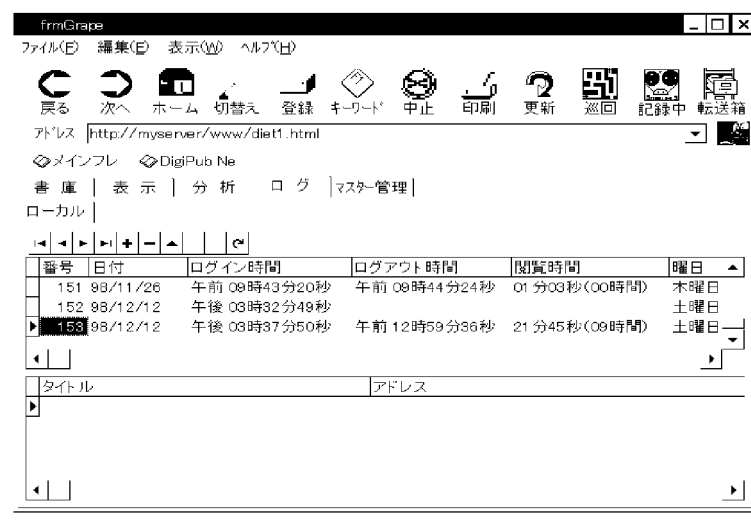 frmGrape
ファイル(F) 編集(E) 表示(W) ヘルプ(H)
戻る 次へ ホーム 切替え 登録 キーワード 中止 印刷 更新 巡回 記録中 転送箱
アドレス http://myserver/www/diet1.html
メインフレ DigiPub Ne
書庫 表示 分析 ログ マスター管理
ローカル
番号 日付 ログイン時間 ログアウト時間 閲覧時間 曜日
151 98/11/26 午前 09時43分20秒 午前 09時44分24秒 01分03秒(00時間)木曜日
152 98/12/12 午後 03時32分49秒 土曜日
153 98/12/12 午後 03時37分50秒 午前 12時59分36秒 21分45秒(09時間) 土曜日
タイトル アドレス